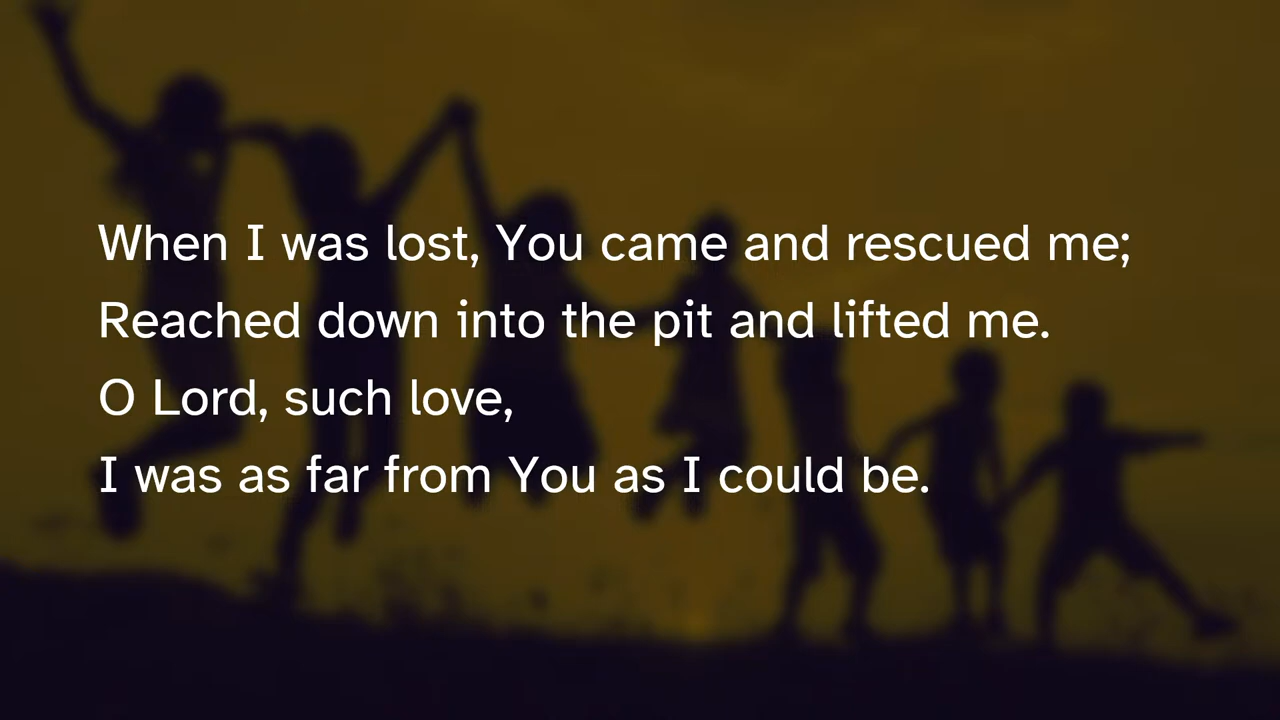 When I was lost, You came and rescued me;
Reached down into the pit and lifted me.
O Lord, such love,
I was as far from You as I could be.